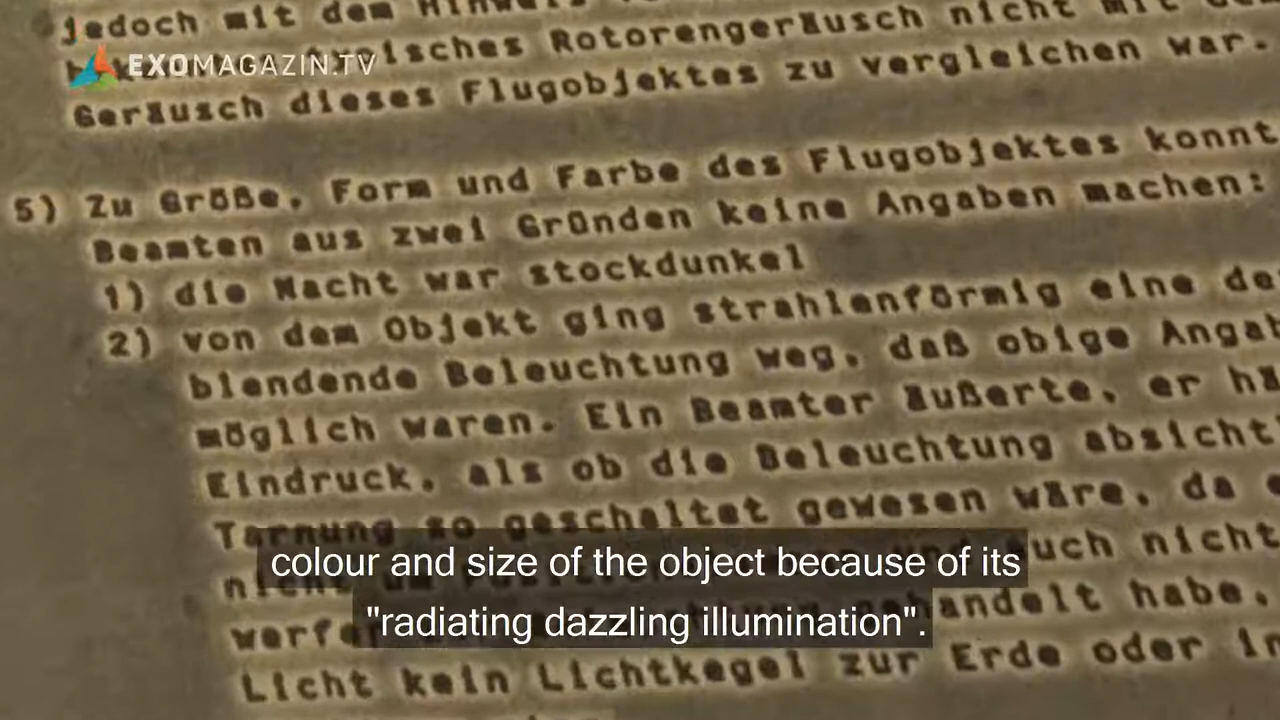 jedoch mit dem Hinweis
EXOMAGAZIN.TV
Rotorengeräusch nicht mit
Geräusch dieses Flugobjektes zu vergleichen war.
5) Zu Größe, Form und Farbe des Flugobjektes konnt
Beamten aus zwei Gründen keine Angaben machen:
1) die Nacht war stockdunkel
2) von dem Objekt ging strahlenförmig eine de
blendende Beleuchtung weg, daß obige Angab
möglich waren. Ein Beamter äußerte, er hä
Eindruck, als ob die Beleuchtung absicht
Tarnung so geschaltet gewesen wäre, da
colour and size of the object because of its
auch nicht
"radiating dazzling illumination".
gehandelt habe,
Licht kein Lichtkegel zur Erde oder in